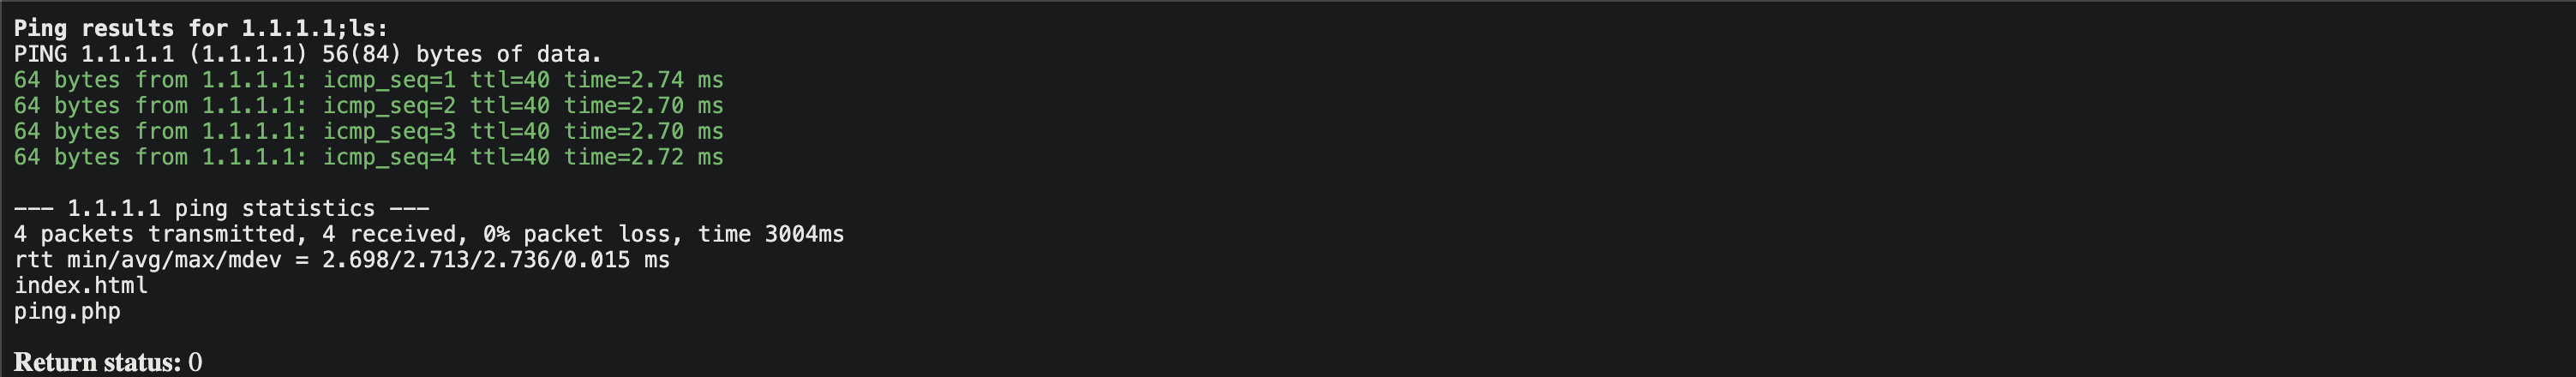 Ping results for 1.1.1.1;ls:
PING 1.1.1.1 (1.1.1.1) 56(84) bytes of data.
64 bytes from 1.1.1.1: icmp_seq=1 ttl=40 time=2.74 ms
64 bytes from 1.1.1.1: icmp_seq=2 ttl=40 time=2.70 ms
64 bytes from 1.1.1.1: icmp_seq=3 ttl=40 time=2.70 ms
64 bytes from 1.1.1.1: icmp_seq=4 ttl=40 time=2.72 ms
--- 1.1.1.1 ping statistics ---
4 packets transmitted, 4 received, 0% packet loss, time 3004ms
rtt min/avg/max/mdev = 2.698/2.713/2.736/0.015 ms
index.html
ping.php
Return status: 0